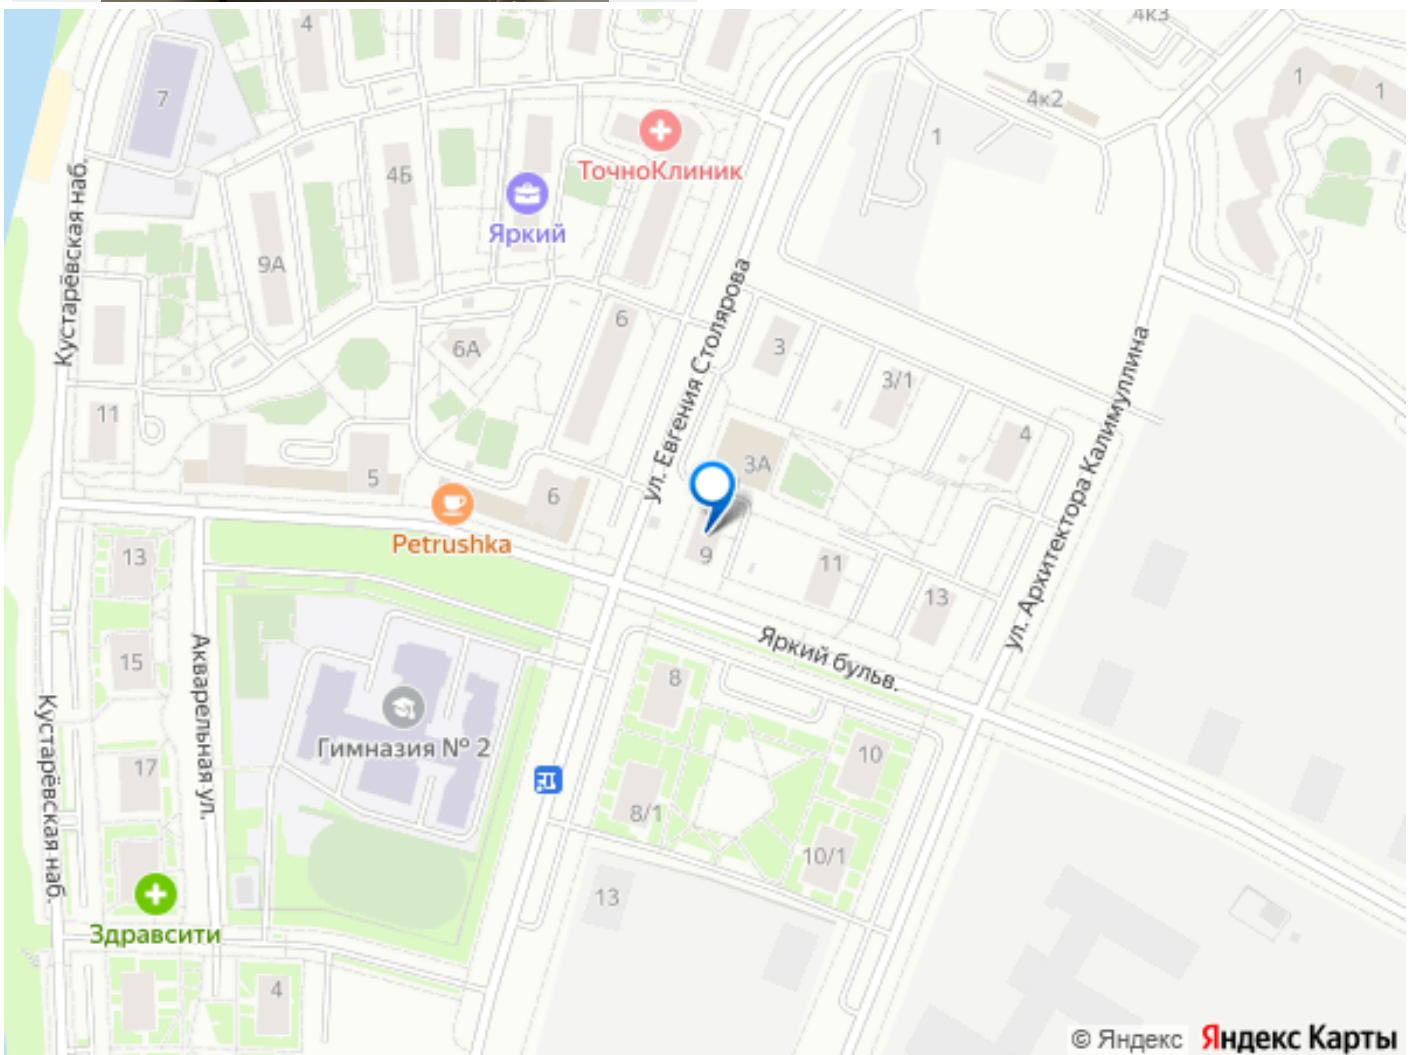 4
4к3
7
1
1
4к2
1
ТочноКлиник
4Б
Яркий
9А
Кустарёвская наб.
ул. Евгения Столярова
6
3
6А
3/1
ул. Архитектора Калимуллина
11
4
3А
5
6
Petrushka
13
9
11
13
Яркий бульв.
15
Акварельная ул.
8
Гимназия № 2
10
17
Кустарёвская наб.
8/1
10/1
13
Здравсити
4
© Яндекс Яндекс Карты